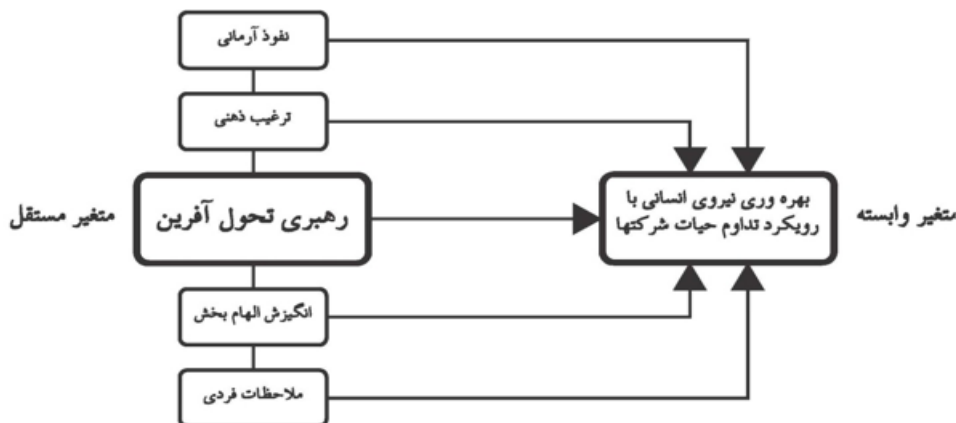 نفوذ آرمانی
ترغیب ذهنی
متغیر مستقل
رهبری تحول آفرین
بهره وری نیروی انسانی با
رویکرد تداوم حیات شرکتها
متغیر وابسته
انگیزش الهام بخش
ملاحظات فردی